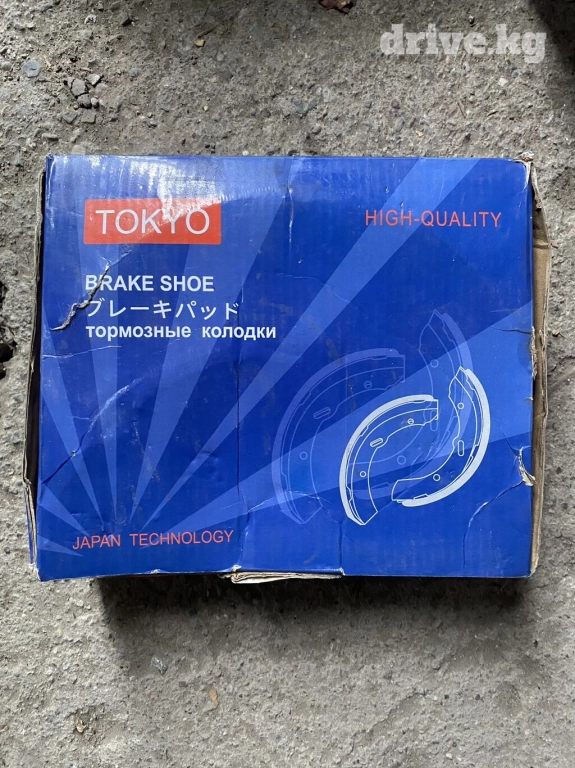 drive.kg
TOKYO
HIGH-QUALITY
BRAKE SHOE
ブレーキパッド
тормозные колодки
JAPAN TECHNOLOGY